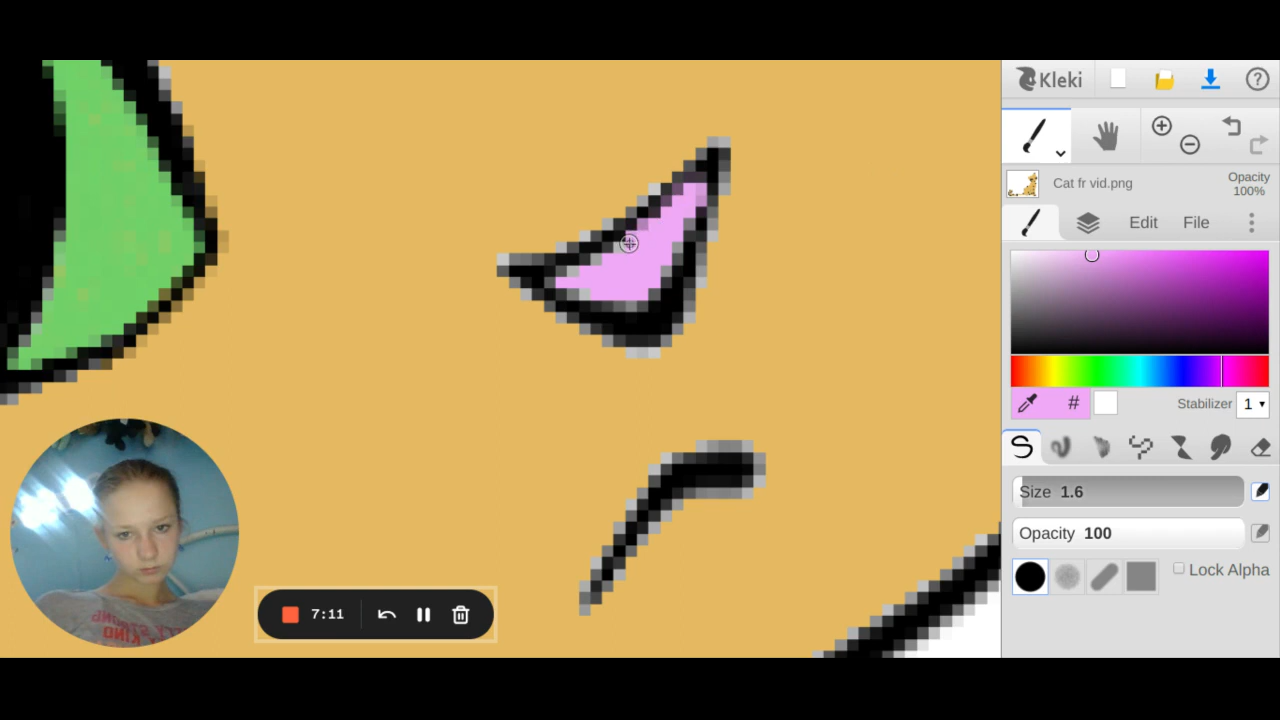 Kleki
Cat fr vid.png
Opacity
100%
Edit File
#
Stabilizer 1
Size 1.6
Opacity 100
Lock Alpha
7:11
KIND